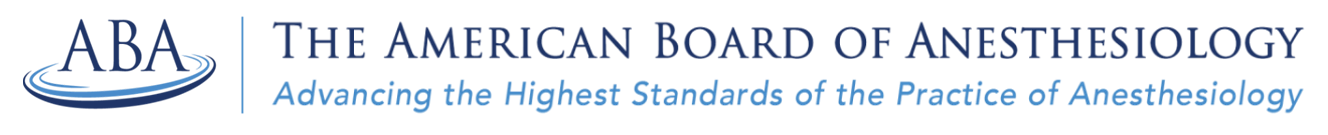 ABA
THE AMERICAN BOARD OF ANESTHESIOLOGY
Advancing the Highest Standards of the Practice of Anesthesiology